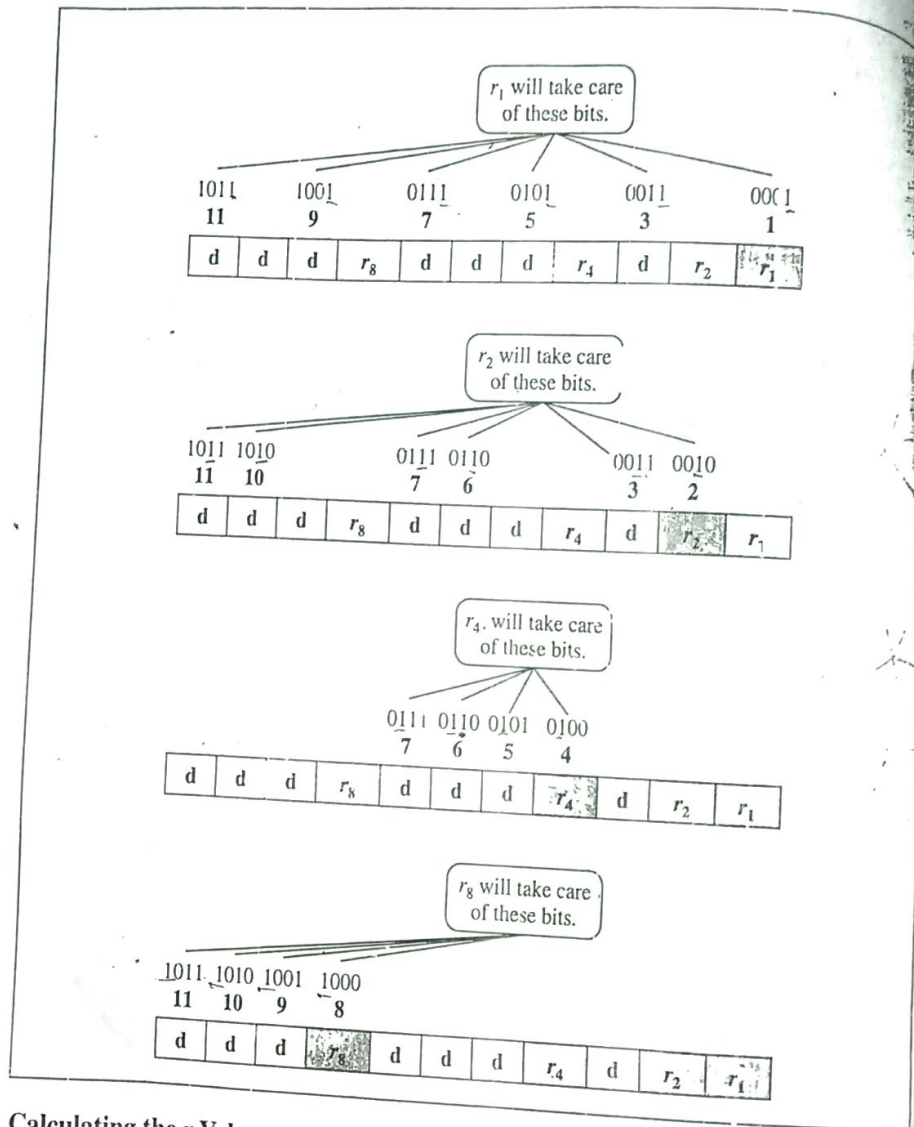 r₁ will take care
of these bits.
1011 1001 0111 0101 0011 0001
11 9 7 5 3 1
d d d r₈ d d d r₄ d r₂ r₁
r₂ will take care
of these bits.
1011 1010 0111 0110 0011 0010
11 10 7 6 3 2
d d d r₈ d d d r₄ d r₂ r₁
r₄. will take care
of these bits.
0111 0110 0101 0100
7 6 5 4
d d d r₈ d d d r₄ d r₂ r₁
r₈ will take care
of these bits.
1011 1010 1001 1000
11 10 9 8
d d d r₈ d d d r₄ d r₂ r₁
Calculating the r